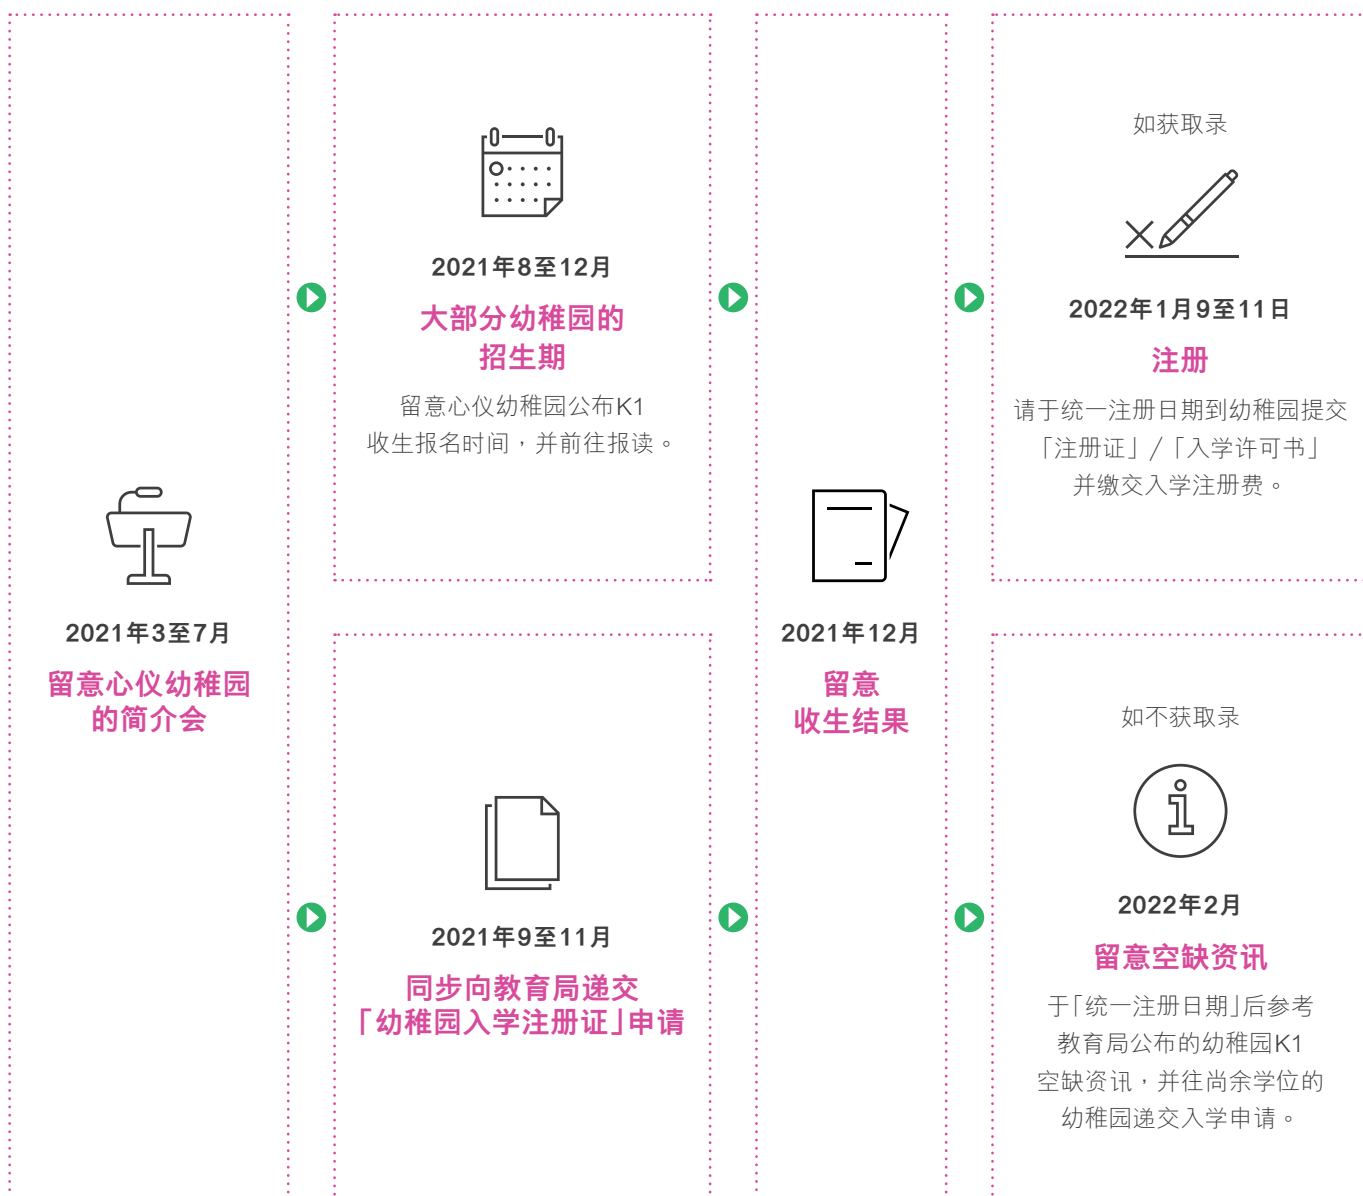 2021年3至7月
留意心仪幼稚园
的简介会
2021年8至12月
大部分幼稚园的
招生期
留意心仪幼稚园公布K1
收生报名时间，并前往报读。
2021年9至11月
同步向教育局递交
「幼稚园入学注册证」申请
2021年12月
留意
收生结果
如获取录
2022年1月9至11日
注册
请于统一注册日期到幼稚园提交
「注册证」/「入学许可书」
并缴交入学注册费。
如不获取录
2022年2月
留意空缺资讯
于「统一注册日期」后参考
教育局公布的幼稚园K1
空缺资讯，并往尚余学位的
幼稚园递交入学申请。